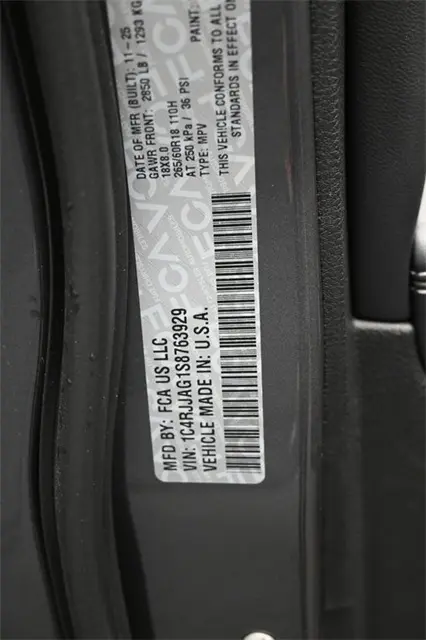 MFD BY: FCA US LLC
VIN: 1C4RJJAG1S8763929
VEHICLE MADE IN: U.S.A.
DATE OF MFR (BUILT): 11-25
GAWR FRONT: 2850 LB / 1293 KG
18X8.0
265/60R18 110H
AT 250 kPa / 36 PSI
TYPE: MPV
PAINT:
THIS VEHICLE CONFORMS TO ALL
STANDARDS IN EFFECT ON